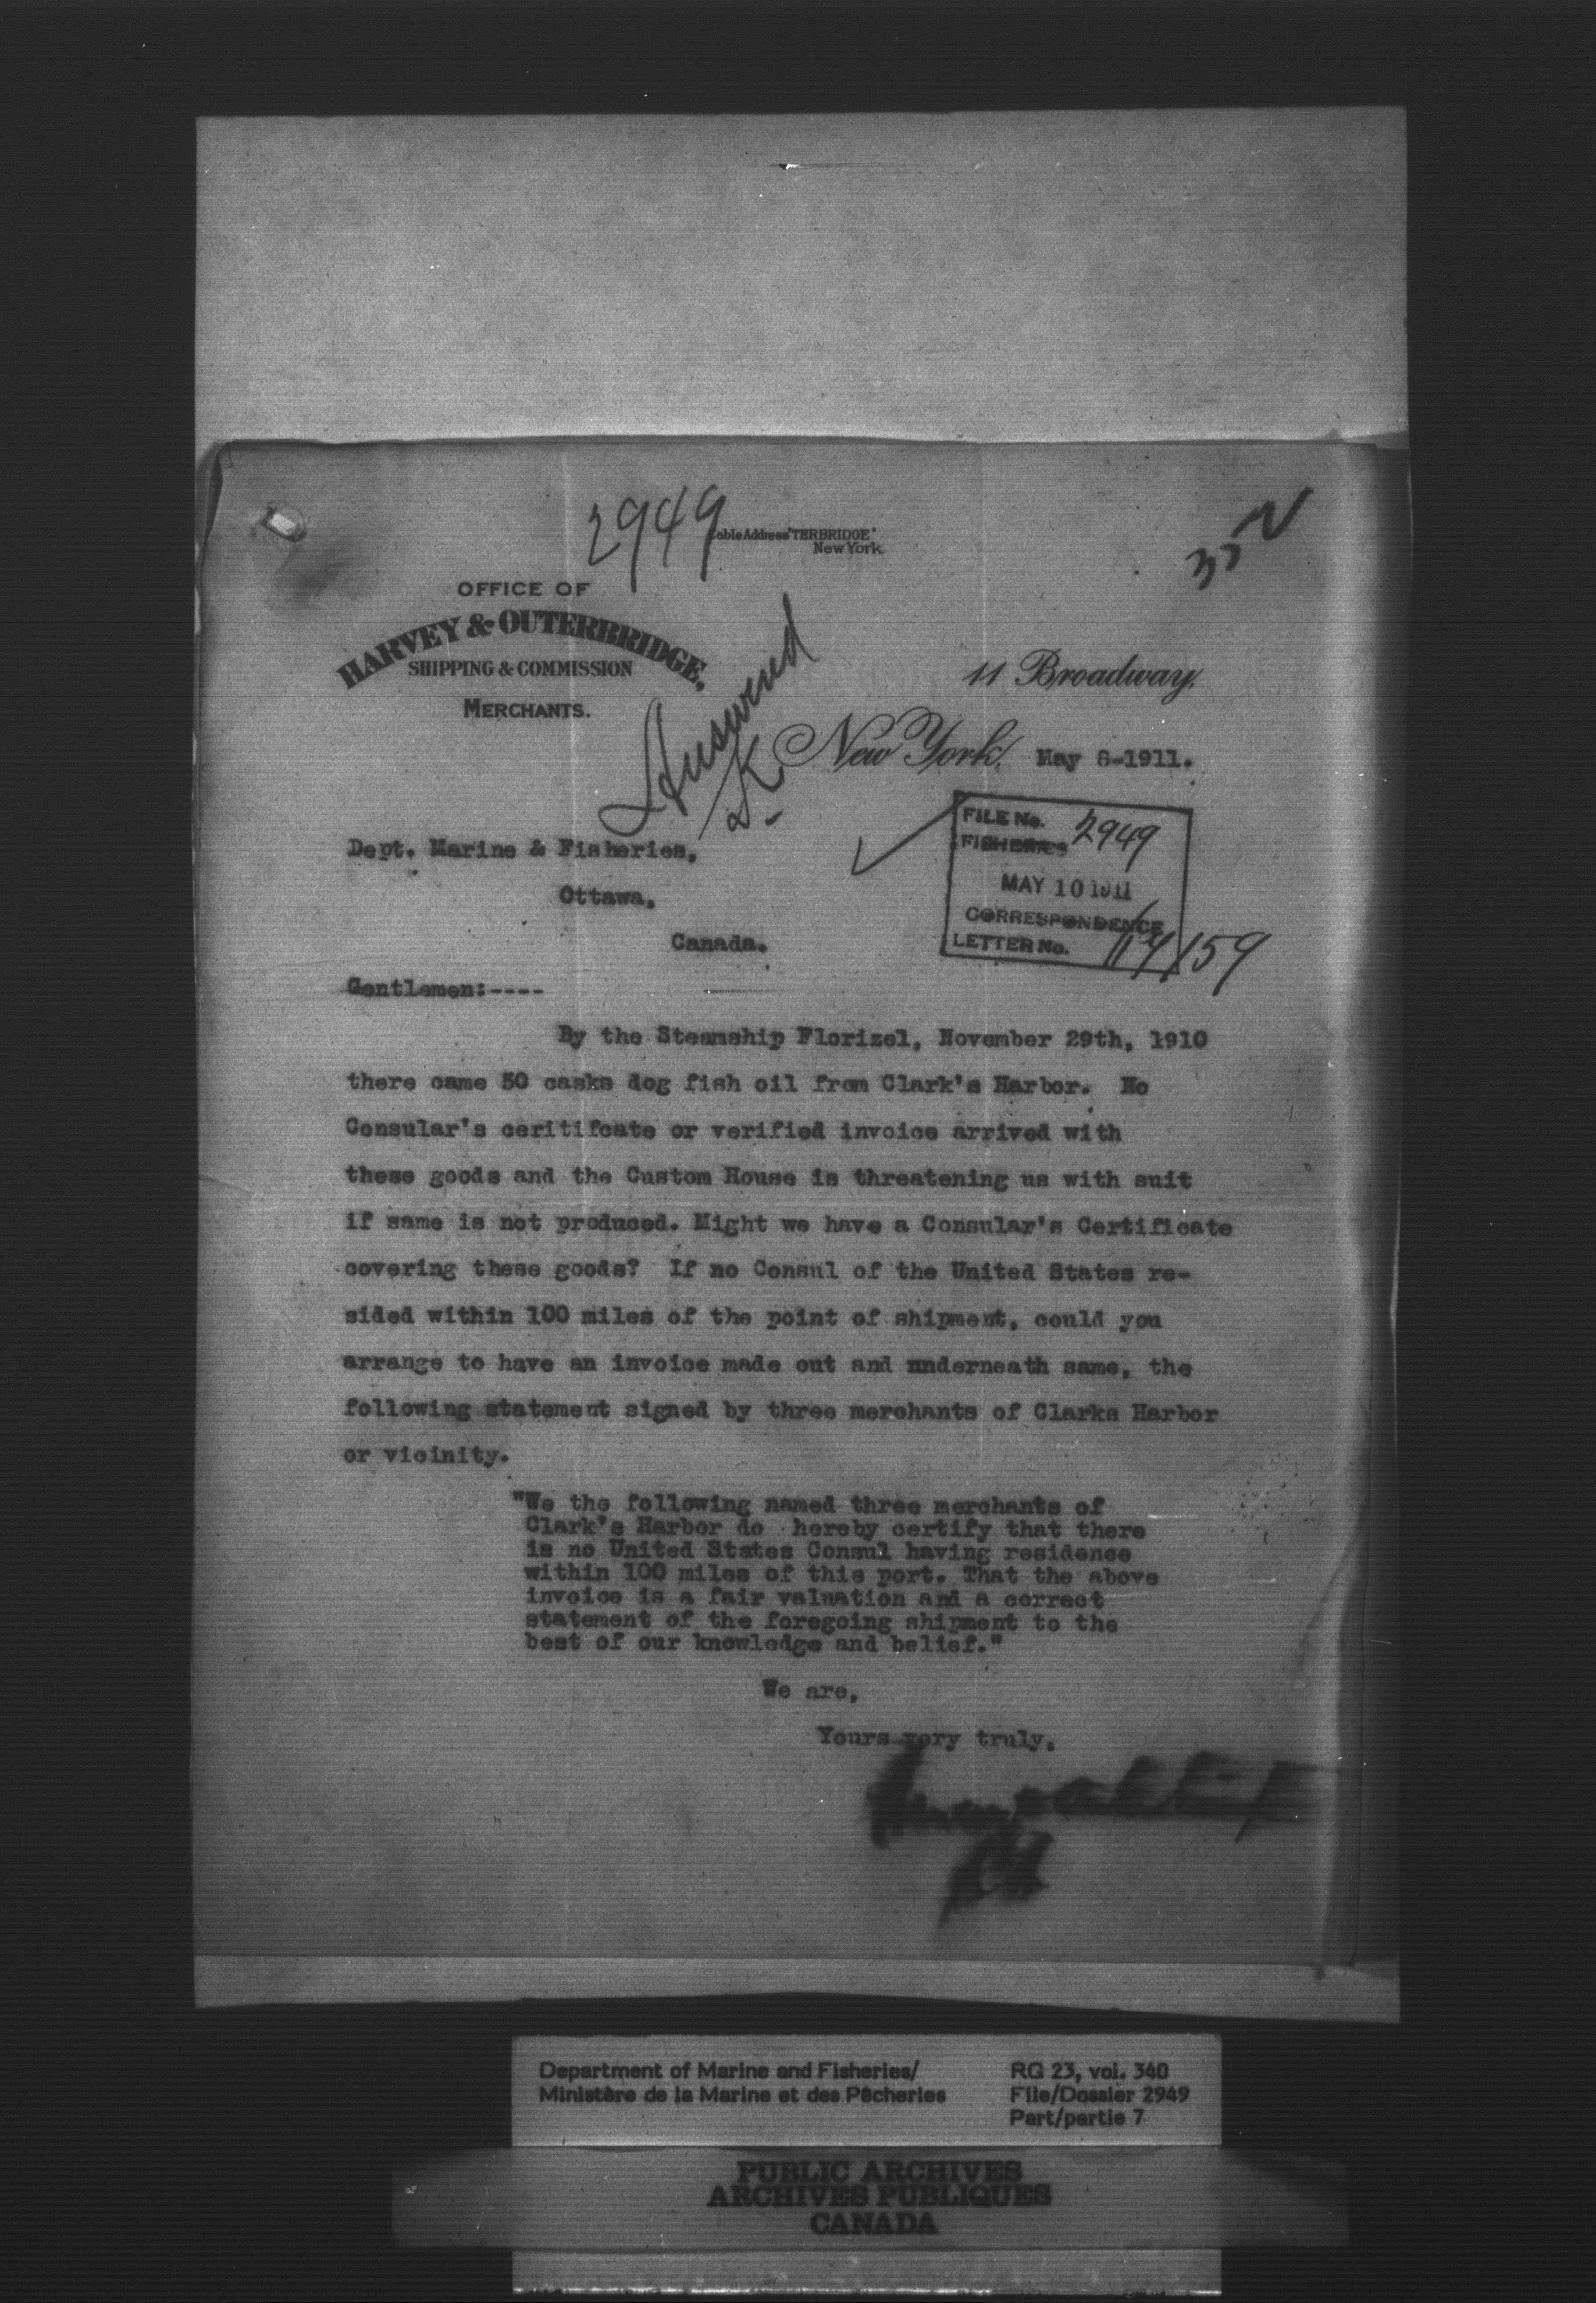 2949
Cable Address "TERBRIDGE"
New York.
352
OFFICE OF
HARVEY & OUTERBRIDGE,
SHIPPING & COMMISSION
MERCHANTS.
11 Broadway.
Answered
K
New York, May 8-1911.
FILE No. 2949
FISHERIES
MAY 10 1911
CORRESPONDENCE
LETTER No. 117159
Dept. Marine & Fisheries,
Ottawa,
Canada.
Gentlemen:----
By the Steamship Florizel, November 29th, 1910
there came 50 casks dog fish oil from Clark's Harbor. No
Consular's ceritifcate or verified invoice arrived with
these goods and the Custom House is threatening us with suit
if same is not produced. Might we have a Consular's Certificate
covering these goods? If no Consul of the United States re-
sided within 100 miles of the point of shipment, could you
arrange to have an invoice made out and underneath same, the
following statement signed by three merchants of Clarks Harbor
or vicinity.
"We the following named three merchants of
Clark's Harbor do hereby certify that there
is no United States Consul having residence
within 100 miles of this port. That the above
invoice is a fair valuation and a correct
statement of the foregoing shipment to the
best of our knowledge and belief."
We are,
Yours very truly,
Department of Marine and Fisheries/
Ministère de la Marine et des Pêcheries
RG 23, vol. 340
File/Dossier 2949
Part/partie 7
PUBLIC ARCHIVES
ARCHIVES PUBLIQUES
CANADA